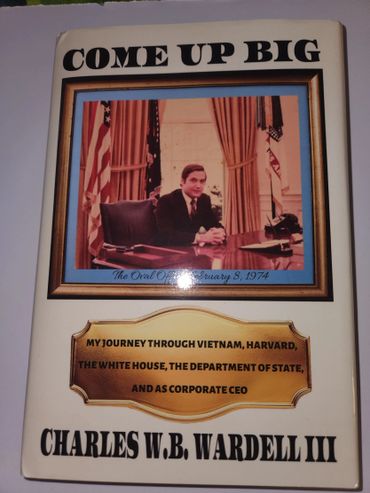 COME UP BIG
The Oval February 8, 1974
MY JOURNEY THROUGH VIETNAM, HARVARD,
THE WHITE HOUSE, THE DEPARTMENT OF STATE,
AND AS CORPORATE CEO
CHARLES W.B. WARDELL III